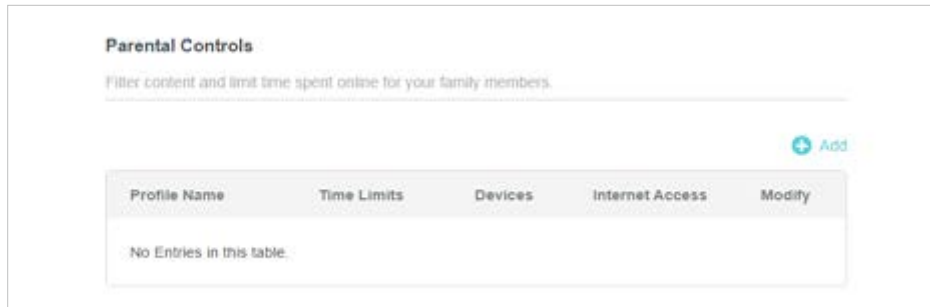 Parental Controls
Filter content and limit time spent online for your family members.
Add
Profile Name Time Limits Devices Internet Access Modify
No Entries in this table.